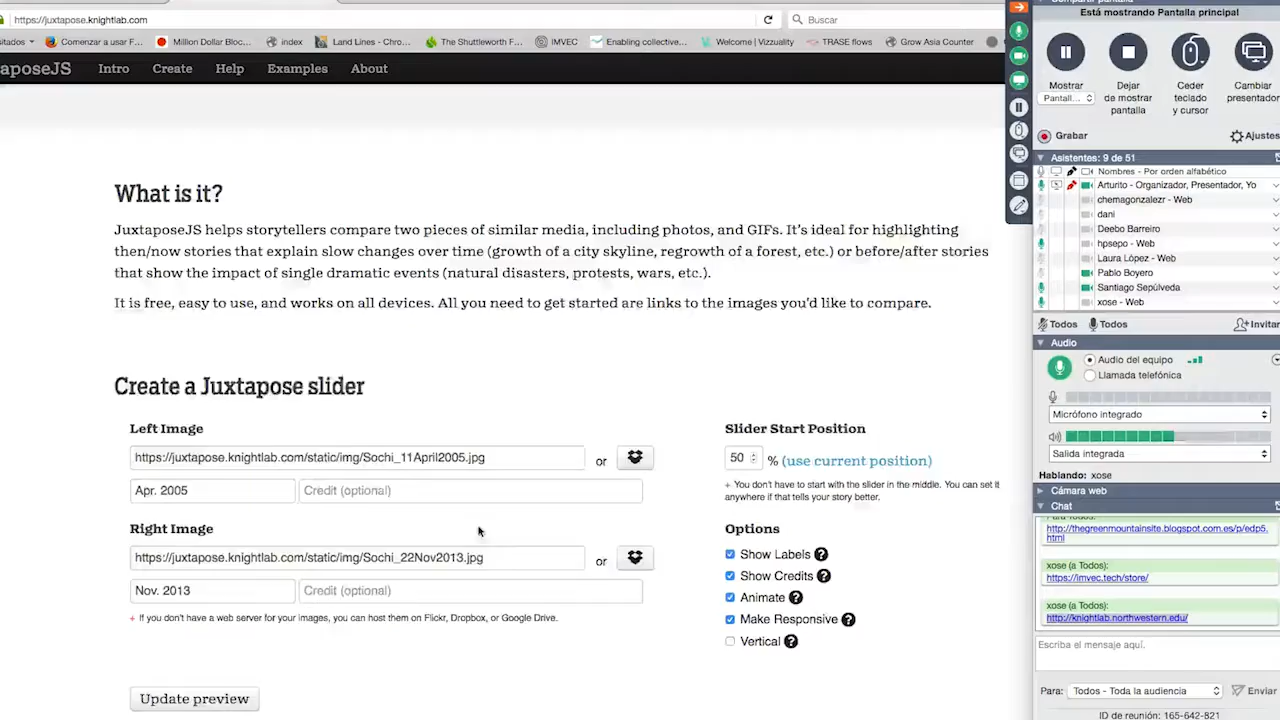 https://juxtapose.knightlab.com
Buscar
sitados
Comenzar a usar F...
Million Dollar Bloc...
index
Land Lines - Chro...
The Shuttleworth F...
IMVEC
Enabling collective...
Welcome | Vizzuality
TRASE flows
Grow Asia Counter
aposeJS
Intro
Create
Help
Examples
About
What is it?
JuxtaposeJS helps storytellers compare two pieces of similar media, including photos, and GIFs. It's ideal for highlighting
then/now stories that explain slow changes over time (growth of a city skyline, regrowth of a forest, etc.) or before/after stories
that show the impact of single dramatic events (natural disasters, protests, wars, etc.).
It is free, easy to use, and works on all devices. All you need to get started are links to the images you'd like to compare.
Create a Juxtapose slider
Left Image
https://juxtapose.knightlab.com/static/img/Sochi_11April2005.jpg
or
Apr. 2005
Credit (optional)
Right Image
https://juxtapose.knightlab.com/static/img/Sochi_22Nov2013.jpg
or
Nov. 2013
Credit (optional)
+ If you don't have a web server for your images, you can host them on Flickr, Dropbox, or Google Drive.
Update preview
Slider Start Position
50 % (use current position)
+ You don't have to start with the slider in the middle. You can set it
anywhere if that tells your story better.
Options
Show Labels ?
Show Credits ?
Animate ?
Make Responsive ?
Vertical ?
Está mostrando Pantalla principal
Mostrar
Pantall...
Dejar
de mostrar
pantalla
Ceder
teclado
y cursor
Cambiar
presentador
Grabar
Ajustes
Asistentes: 9 de 51
Nombres - Por orden alfabético
Arturito - Organizador, Presentador, Yo
chemagonzalezr - Web
dani
Deebo Barreiro
hpsepo - Web
Laura López - Web
Pablo Boyero
Santiago Sepúlveda
xose - Web
Todos
Todos
Invitar
Audio
Audio del equipo
Llamada telefónica
Micrófono integrado
Salida integrada
Hablando: xose
Cámara web
Chat
http://thegreenmountainsite.blogspot.com.es/p/edp5.
html
xose (a Todos):
https://imvec.tech/store/
xose (a Todos):
http://knightlab.northwestern.edu/
Escriba el mensaje aquí.
Para:
Todos - Toda la audiencia
Enviar
ID de reunión: 165-642-821